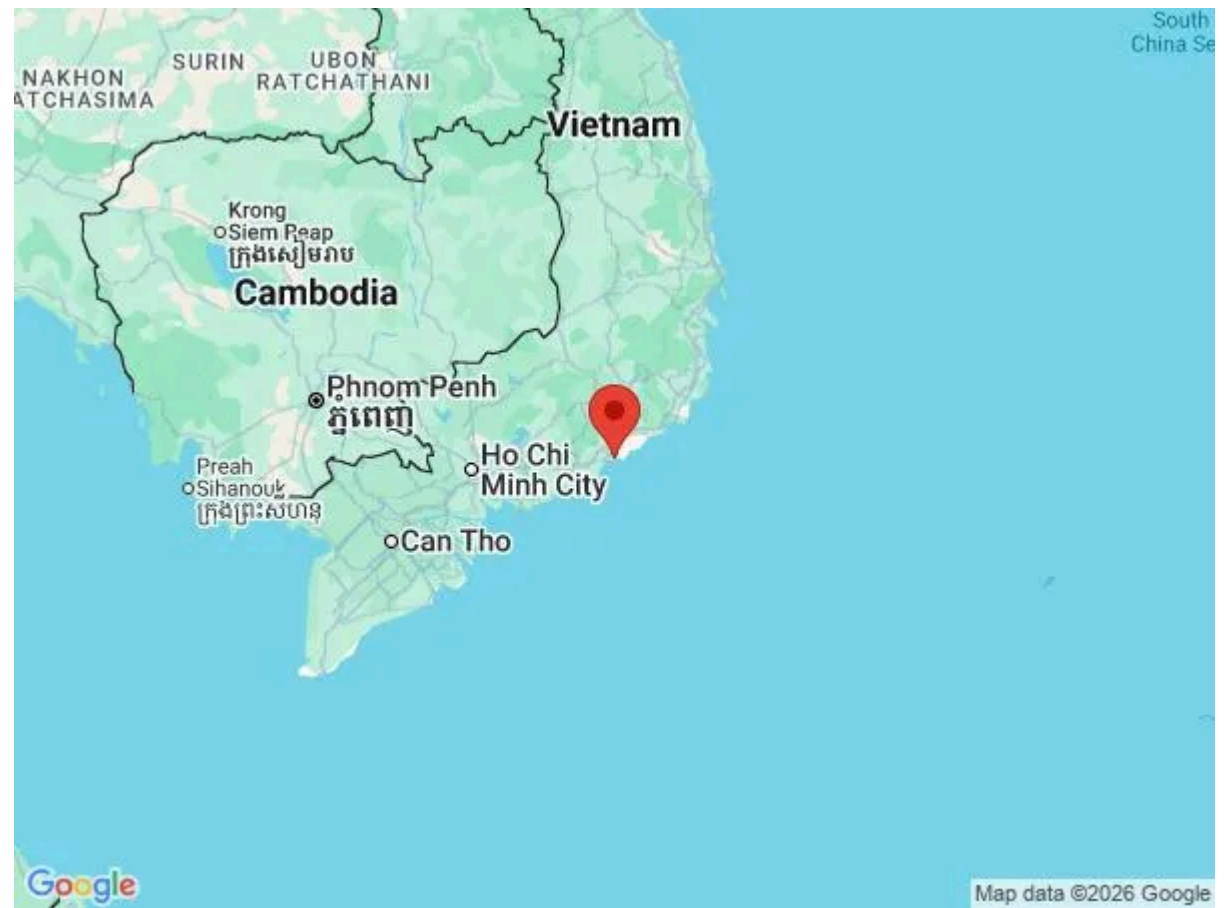 South
China Se
SURIN
UBON
RATCHATHANI
NAKHON
ATCHASIMA
Vietnam
Krong
Siem Reap
ក្រុងសៀមរាប
Cambodia
Phnom Penh
ភ្នំពេញ
Ho Chi
Minh City
Preah
Sihanouk
ក្រុងព្រះសីហនុ
Can Tho
Google
Map data ©2026 Google